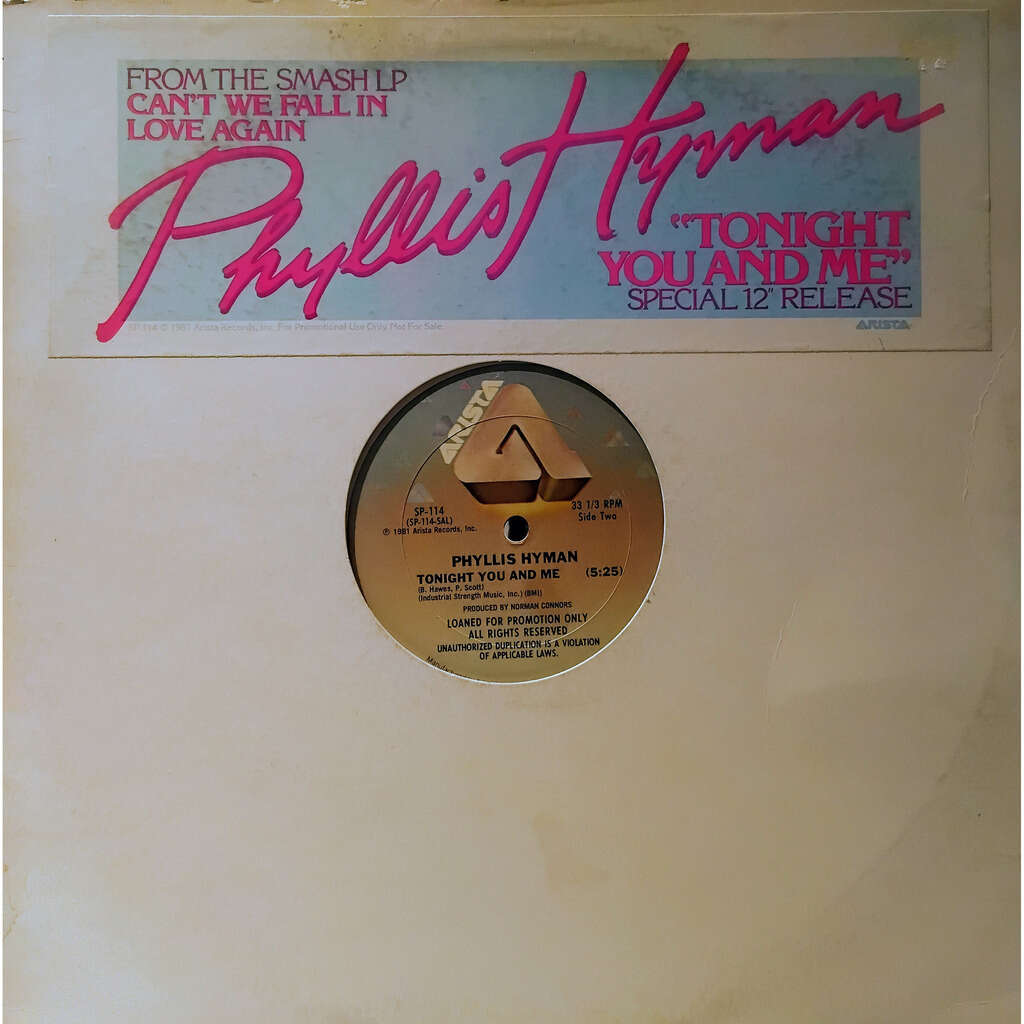 FROM THE SMASH LP
CAN'T WE FALL IN
LOVE AGAIN
Phyllis Hyman
"TONIGHT
YOU AND ME"
SPECIAL 12" RELEASE
SP-114 © 1981 Arista Records, Inc. For Promotional Use Only. Not For Sale.
ARISTA
ARISTA
SP-114
(SP-114-SAL)
℗ 1981 Arista Records, Inc.
33 1/3 RPM
Side Two
PHYLLIS HYMAN
TONIGHT YOU AND ME (5:25)
(B. Hawes, P. Scott)
(Industrial Strength Music, Inc.) (BMI)
PRODUCED BY NORMAN CONNORS
LOANED FOR PROMOTION ONLY
ALL RIGHTS RESERVED
UNAUTHORIZED DUPLICATION IS A VIOLATION
OF APPLICABLE LAWS.